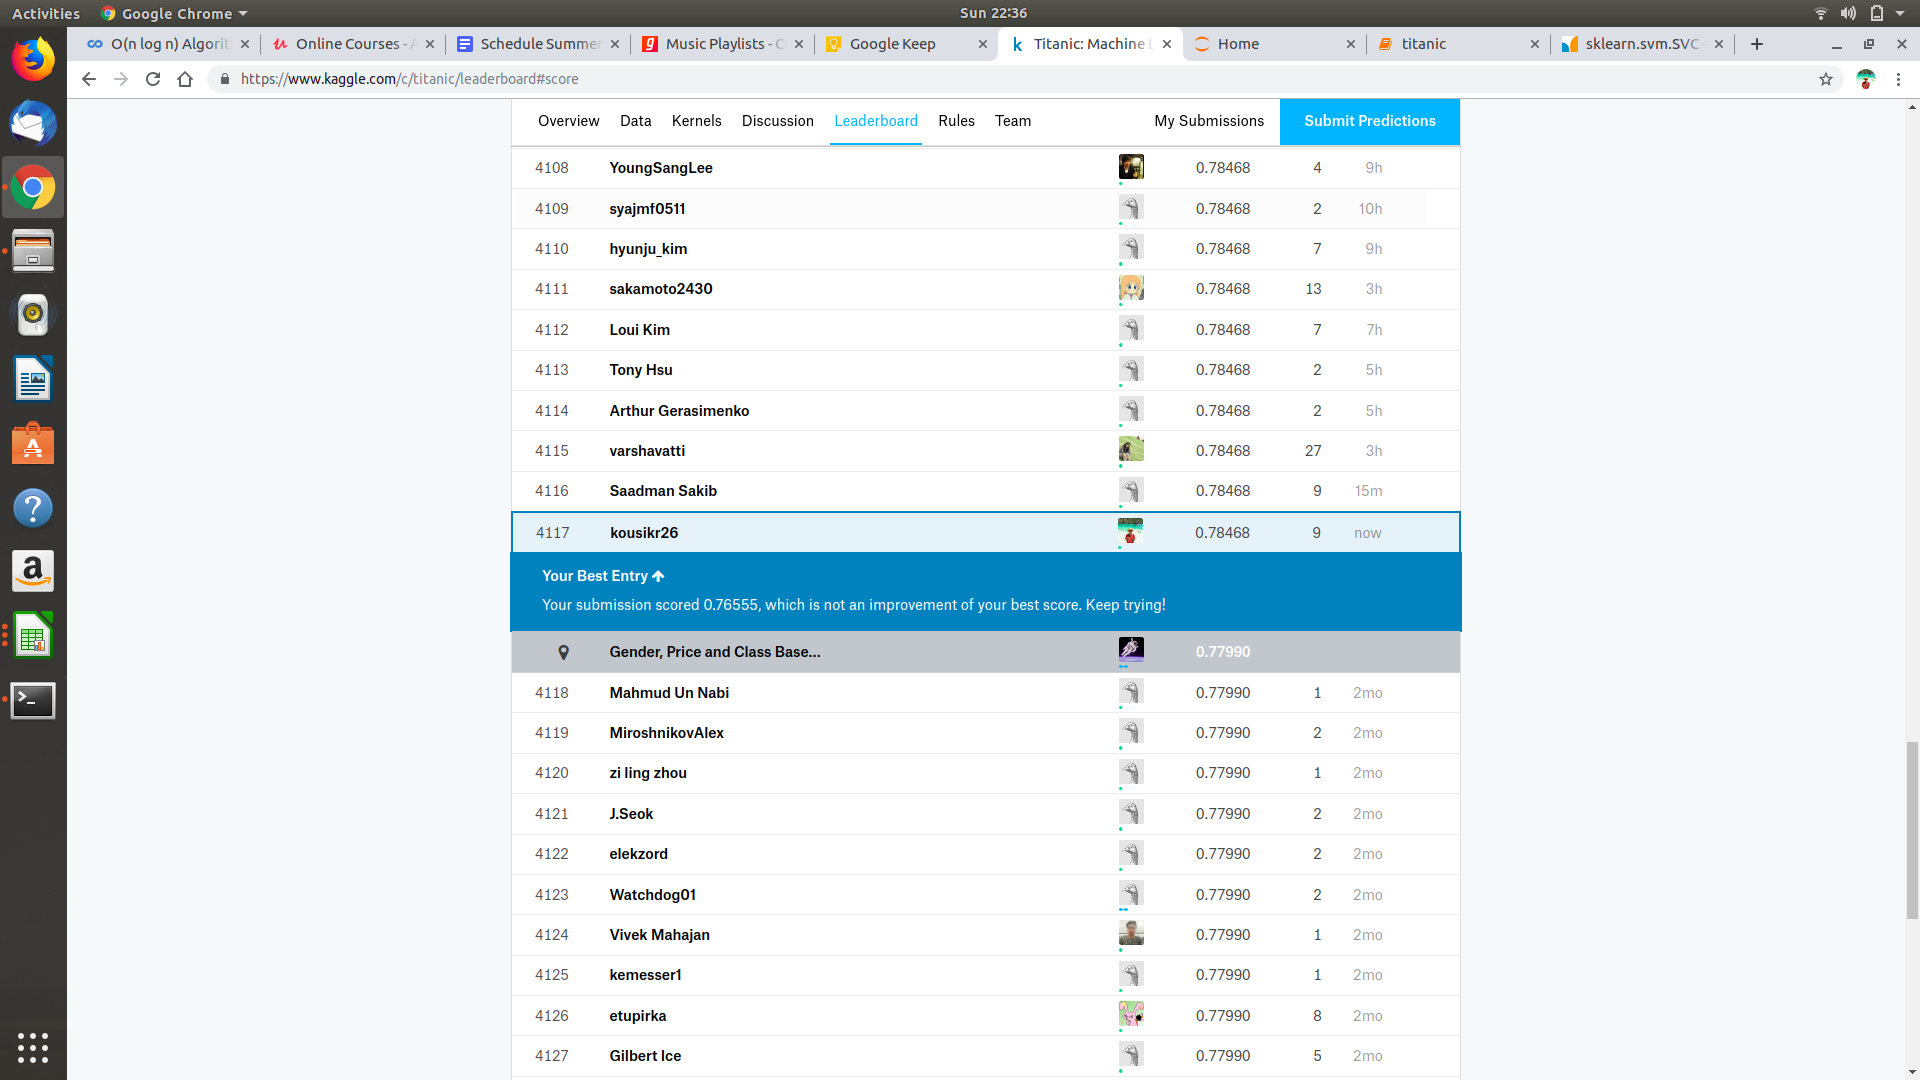 Activities Google Chrome Sun 22:36
O(n log n) Algorit Online Courses - A Schedule Summer Music Playlists - C Google Keep Titanic: Machine L Home titanic sklearn.svm.SVC
https://www.kaggle.com/c/titanic/leaderboard#score
Overview Data Kernels Discussion Leaderboard Rules Team My Submissions Submit Predictions
4108 YoungSangLee 0.78468 4 9h
4109 syajmf0511 0.78468 2 10h
4110 hyunju_kim 0.78468 7 9h
4111 sakamoto2430 0.78468 13 3h
4112 Loui Kim 0.78468 7 7h
4113 Tony Hsu 0.78468 2 5h
4114 Arthur Gerasimenko 0.78468 2 5h
4115 varshavatti 0.78468 27 3h
4116 Saadman Sakib 0.78468 9 15m
4117 kousikr26 0.78468 9 now
Your Best Entry
Your submission scored 0.76555, which is not an improvement of your best score. Keep trying!
Gender, Price and Class Base... 0.77990
4118 Mahmud Un Nabi 0.77990 1 2mo
4119 MiroshnikovAlex 0.77990 2 2mo
4120 zi ling zhou 0.77990 1 2mo
4121 J.Seok 0.77990 2 2mo
4122 elekzord 0.77990 2 2mo
4123 Watchdog01 0.77990 2 2mo
4124 Vivek Mahajan 0.77990 1 2mo
4125 kemesser1 0.77990 1 2mo
4126 etupirka 0.77990 8 2mo
4127 Gilbert Ice 0.77990 5 2mo